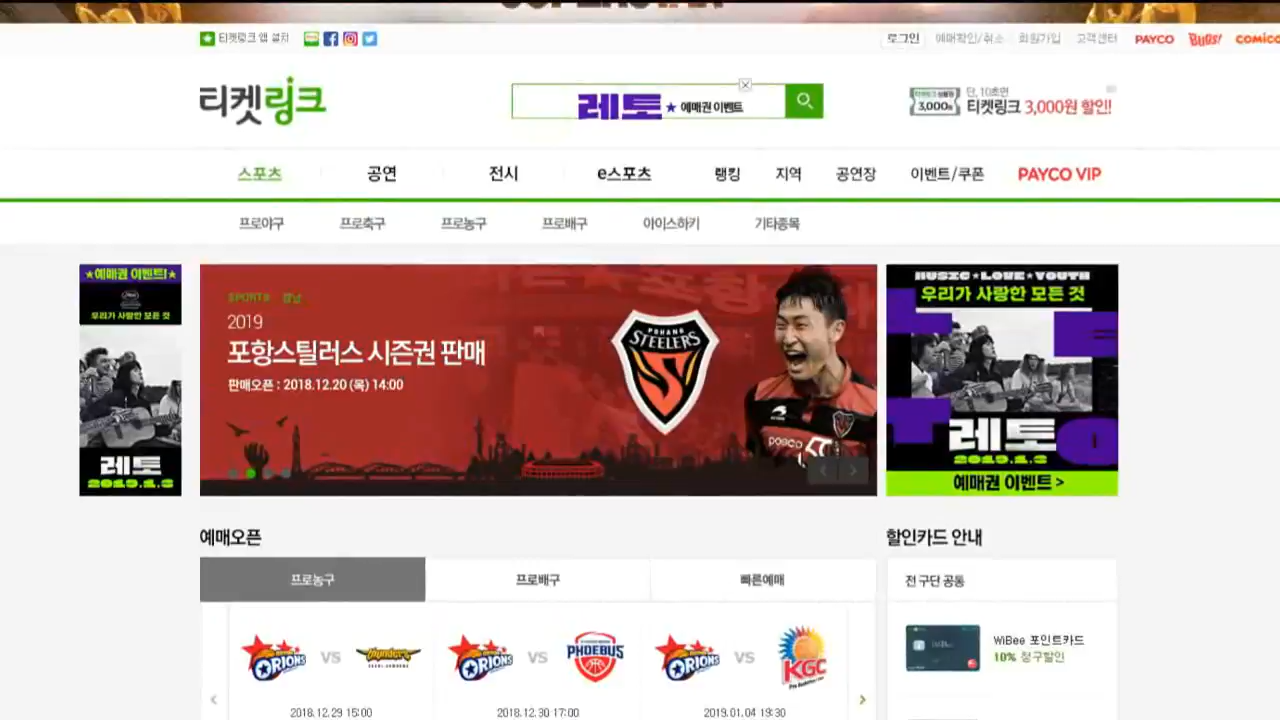 티켓링크 앱 설치
로그인 예매확인/취소 회원가입 고객센터 PAYCO Bugs! COMICO
티켓링크
레토 ★ 예매권 이벤트
3,000원
단, 10초면
티켓링크 3,000원 할인!
스포츠 공연 전시 e스포츠 랭킹 지역 공연장 이벤트/쿠폰 PAYCO VIP
프로야구 프로축구 프로농구 프로배구 아이스하키 기타종목
★예매권 이벤트!★
우리가 사랑한 모든 것
레토
2019.1.3
SPORTS 경남
2019
포항스틸러스 시즌권 판매
판매오픈 : 2018.12.20 (목) 14:00
POHANG
STEELERS
posco
MUSIC★LOVE★YOUTH
우리가 사랑한 모든 것
레토
2019.1.3
예매권 이벤트 >
예매오픈
할인카드 안내
프로농구 프로배구 빠른예매
전 구단 공통
ORIONS VS thunders
ORIONS VS PHOEBUS
ORIONS VS KGC
WiBee 포인트카드
10% 청구할인
2018.12.29 15:00
2018.12.30 17:00
2019.01.04 19:30